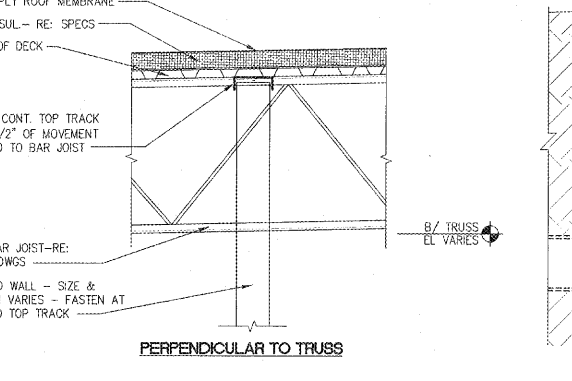 PLY ROOF MEMBRANE
SUL.- RE: SPECS
OF DECK
CONT. TOP TRACK
/2" OF MOVEMENT
D TO BAR JOIST
B/ TRUSS
EL VARIES
AR JOIST-RE:
DWGS
D WALL - SIZE &
VARIES - FASTEN AT
D TOP TRACK
PERPENDICULAR TO TRUSS